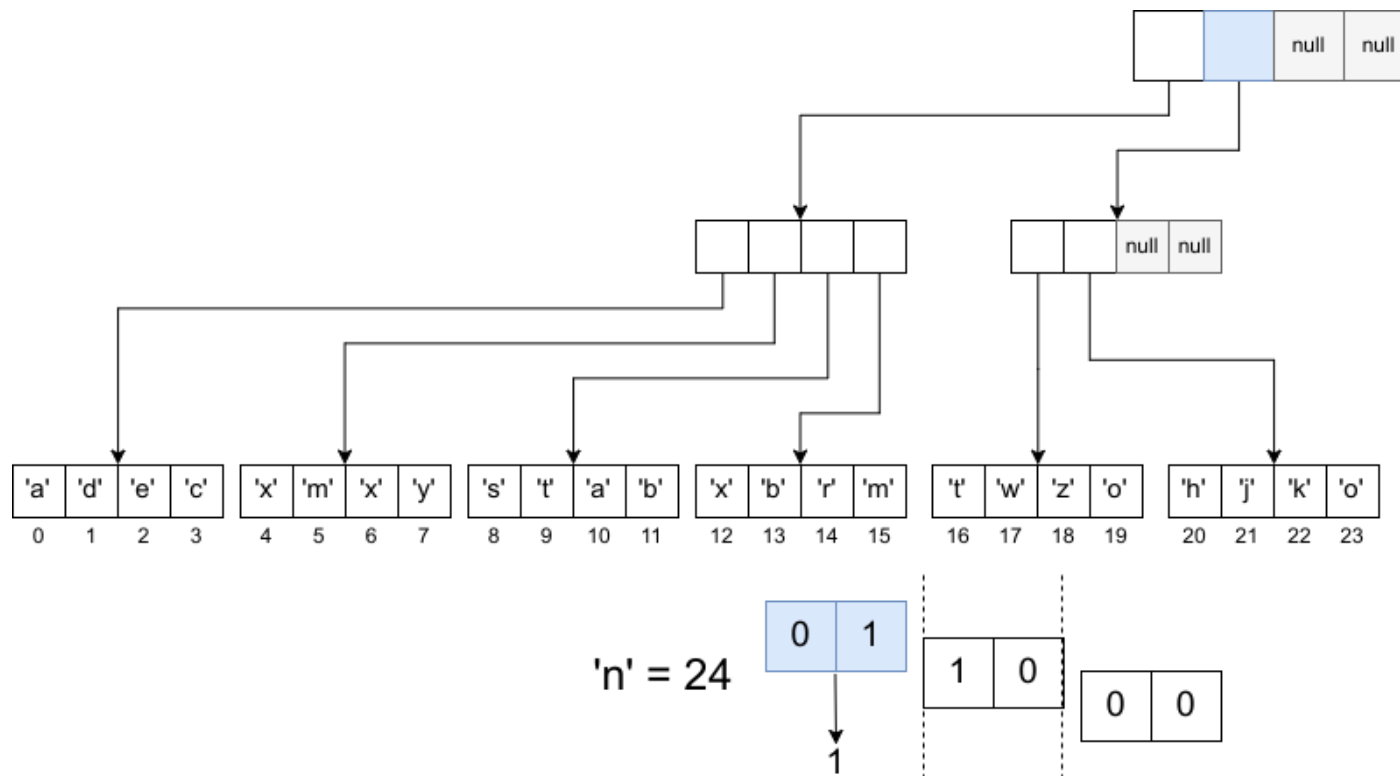 null null
null null
'a' 'd' 'e' 'c' 'x' 'm' 'x' 'y' 's' 't' 'a' 'b' 'x' 'b' 'r' 'm' 't' 'w' 'z' 'o' 'h' 'j' 'k' 'o'
0 1 2 3 4 5 6 7 8 9 10 11 12 13 14 15 16 17 18 19 20 21 22 23
'n' = 24 0 1 1 0 0 0
1